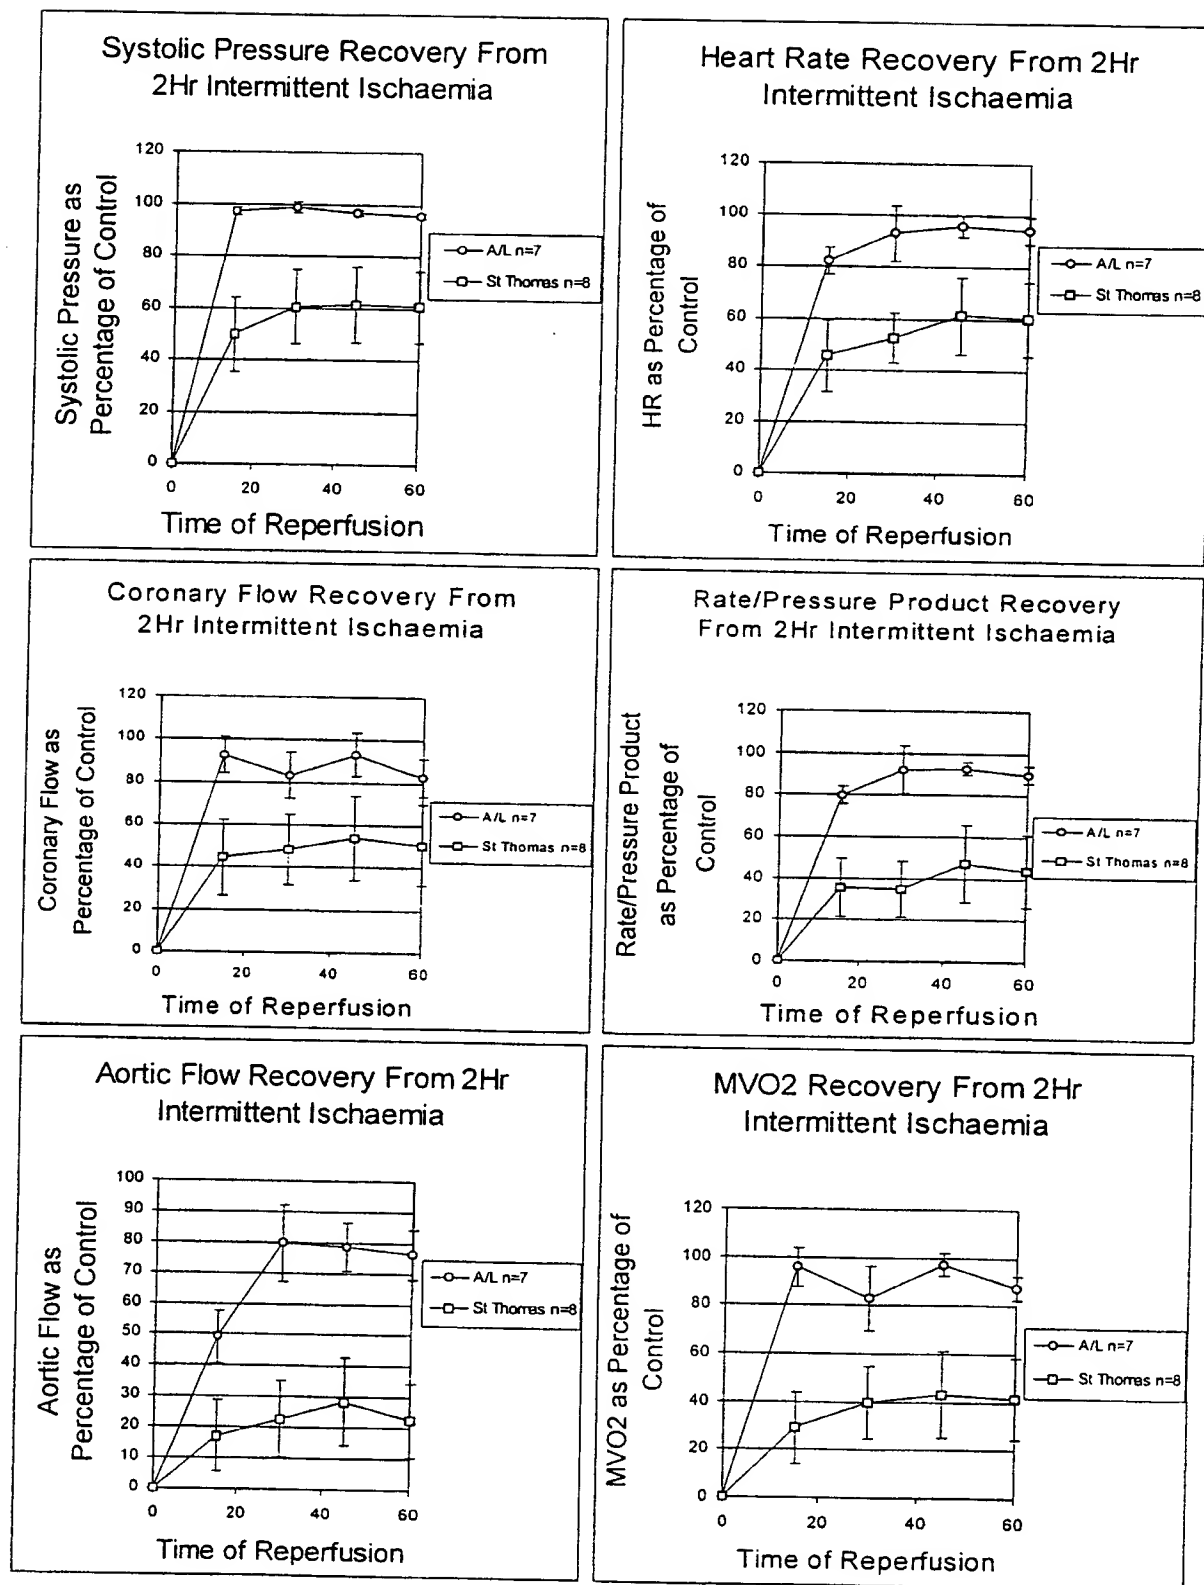 Systolic Pressure Recovery From
2Hr Intermittent Ischaemia
Systolic Pressure as
Percentage of Control
120
100
80
60
40
20
0
0 20 40 60
Time of Reperfusion
A/L n=7
St Thomas n=8
Heart Rate Recovery From 2Hr
Intermittent Ischaemia
HR as Percentage of
Control
120
100
80
60
40
20
0
0 20 40 60
Time of Reperfusion
A/L n=7
St Thomas n=8
Coronary Flow Recovery From
2Hr Intermittent Ischaemia
Coronary Flow as
Percentage of Control
120
100
80
60
40
20
0
0 20 40 60
Time of Reperfusion
A/L n=7
St Thomas n=8
Rate/Pressure Product Recovery
From 2Hr Intermittent Ischaemia
Rate/Pressure Product
as Percentage of
Control
120
100
80
60
40
20
0
0 20 40 60
Time of Reperfusion
A/L n=7
St Thomas n=8
Aortic Flow Recovery From 2Hr
Intermittent Ischaemia
Aortic Flow as
Percentage of Control
100
90
80
70
60
50
40
30
20
10
0
0 20 40 60
Time of Reperfusion
A/L n=7
St Thomas n=8
MVO2 Recovery From 2Hr
Intermittent Ischaemia
MVO2 as Percentage of
Control
120
100
80
60
40
20
0
0 20 40 60
Time of Reperfusion
A/L n=7
St Thomas n=8